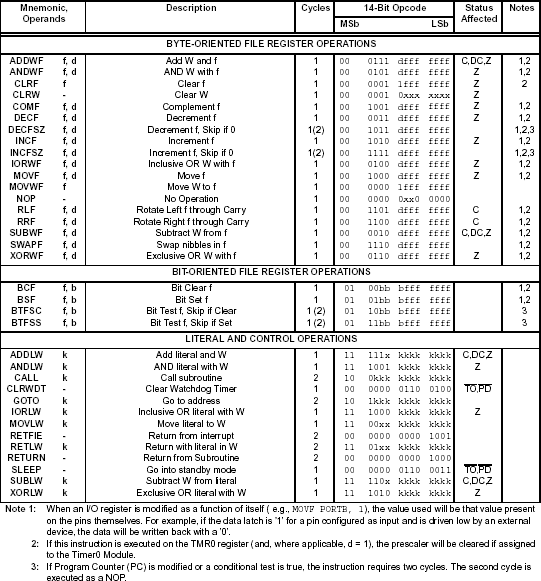 Mnemonic, Operands Description Cycles 14-Bit Opcode Status Affected Notes
MSb LSb
BYTE-ORIENTED FILE REGISTER OPERATIONS
ADDWF f, d Add W and f 1 00 0111 dfff ffff C,DC,Z 1,2
ANDWF f, d AND W with f 1 00 0101 dfff ffff Z 1,2
CLRF f Clear f 1 00 0001 1fff ffff Z 2
CLRW - Clear W 1 00 0001 0xxx xxxx Z
COMF f, d Complement f 1 00 1001 dfff ffff Z 1,2
DECF f, d Decrement f 1 00 0011 dfff ffff Z 1,2
DECFSZ f, d Decrement f, Skip if 0 1(2) 00 1011 dfff ffff 1,2,3
INCF f, d Increment f 1 00 1010 dfff ffff Z 1,2
INCFSZ f, d Increment f, Skip if 0 1(2) 00 1111 dfff ffff 1,2,3
IORWF f, d Inclusive OR W with f 1 00 0100 dfff ffff Z 1,2
MOVF f, d Move f 1 00 1000 dfff ffff Z 1,2
MOVWF f Move W to f 1 00 0000 1fff ffff
NOP - No Operation 1 00 0000 0xx0 0000
RLF f, d Rotate Left f through Carry 1 00 1101 dfff ffff C 1,2
RRF f, d Rotate Right f through Carry 1 00 1100 dfff ffff C 1,2
SUBWF f, d Subtract W from f 1 00 0010 dfff ffff C,DC,Z 1,2
SWAPF f, d Swap nibbles in f 1 00 1110 dfff ffff 1,2
XORWF f, d Exclusive OR W with f 1 00 0110 dfff ffff Z 1,2
BIT-ORIENTED FILE REGISTER OPERATIONS
BCF f, b Bit Clear f 1 01 00bb bfff ffff 1,2
BSF f, b Bit Set f 1 01 01bb bfff ffff 1,2
BTFSC f, b Bit Test f, Skip if Clear 1 (2) 01 10bb bfff ffff 3
BTFSS f, b Bit Test f, Skip if Set 1 (2) 01 11bb bfff ffff 3
LITERAL AND CONTROL OPERATIONS
ADDLW k Add literal and W 1 11 111x kkkk kkkk C,DC,Z
ANDLW k AND literal with W 1 11 1001 kkkk kkkk Z
CALL k Call subroutine 2 10 0kkk kkkk kkkk
CLRWDT - Clear Watchdog Timer 1 00 0000 0110 0100 TO,PD
GOTO k Go to address 2 10 1kkk kkkk kkkk
IORLW k Inclusive OR literal with W 1 11 1000 kkkk kkkk Z
MOVLW k Move literal to W 1 11 00xx kkkk kkkk
RETFIE - Return from interrupt 2 00 0000 0000 1001
RETLW k Return with literal in W 2 11 01xx kkkk kkkk
RETURN - Return from Subroutine 2 00 0000 0000 1000
SLEEP - Go into standby mode 1 00 0000 0110 0011 TO,PD
SUBLW k Subtract W from literal 1 11 110x kkkk kkkk C,DC,Z
XORLW k Exclusive OR literal with W 1 11 1010 kkkk kkkk Z
Note 1: When an I/O register is modified as a function of itself ( e.g., MOVF PORTB, 1), the value used will be that value present
on the pins themselves. For example, if the data latch is '1' for a pin configured as input and is driven low by an external
device, the data will be written back with a '0'.
2: If this instruction is executed on the TMR0 register (and, where applicable, d = 1), the prescaler will be cleared if assigned
to the Timer0 Module.
3: If Program Counter (PC) is modified or a conditional test is true, the instruction requires two cycles. The second cycle is
executed as a NOP.